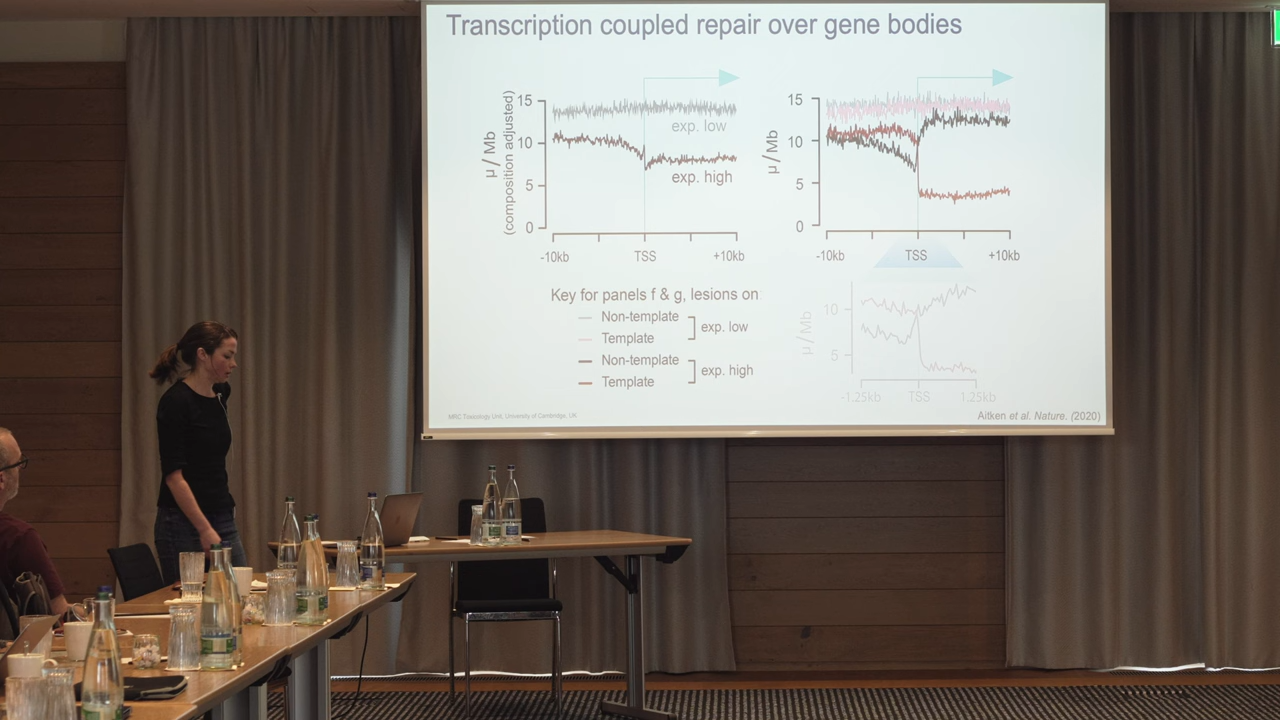 Transcription coupled repair over gene bodies
μ / Mb
(composition adjusted)
15
10
5
0
exp. low
exp. high
-10kb
TSS
+10kb
μ / Mb
15
10
5
0
-10kb
TSS
+10kb
Key for panels f & g, lesions on:
Non-template
Template
exp. low
Non-template
Template
exp. high
μ / Mb
10
5
-1.25kb
TSS
1.25kb
MRC Toxicology Unit, University of Cambridge, UK
Aitken et al. Nature. (2020)